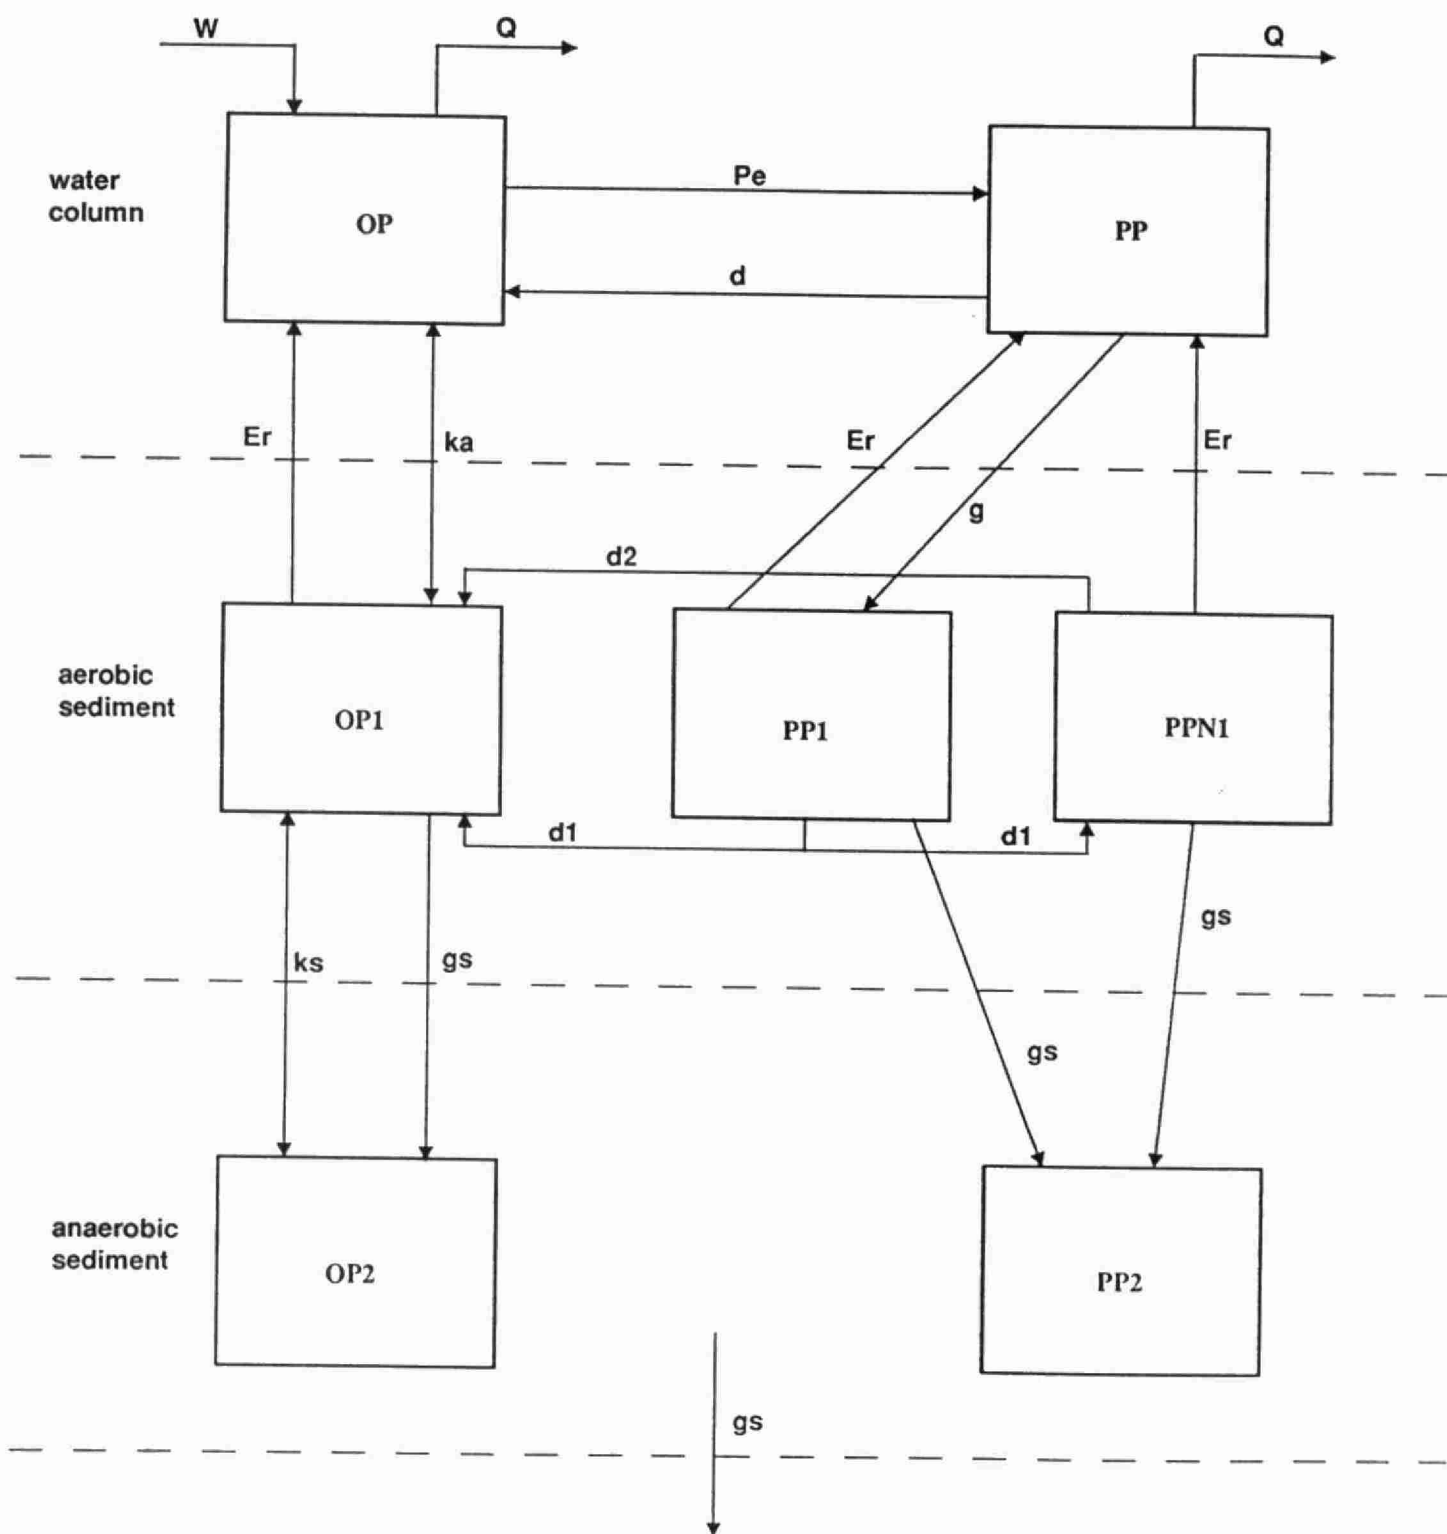 W
Q
Q
water
column
OP
Pe
PP
d
Er
ka
Er
Er
g
d2
aerobic
sediment
OP1
PP1
PPN1
d1
d1
gs
ks
gs
gs
anaerobic
sediment
OP2
PP2
gs